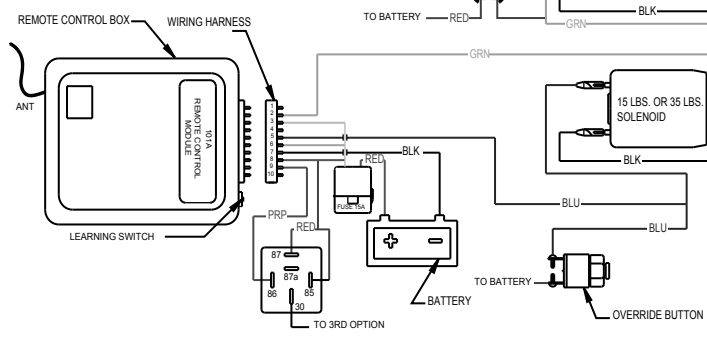 REMOTE CONTROL BOX
WIRING HARNESS
TO BATTERY
RED
BLK
GRN
GRN
ANT
101A
REMOTE CONTROL
MODULE
1
2
3
4
5
6
7
8
9
10
15 LBS. OR 35 LBS.
SOLENOID
RED
BLK
BLK
FUSE 15A
BLU
PRP
RED
BLU
LEARNING SWITCH
87
87a
86
85
30
TO BATTERY
BATTERY
OVERRIDE BUTTON
TO 3RD OPTION